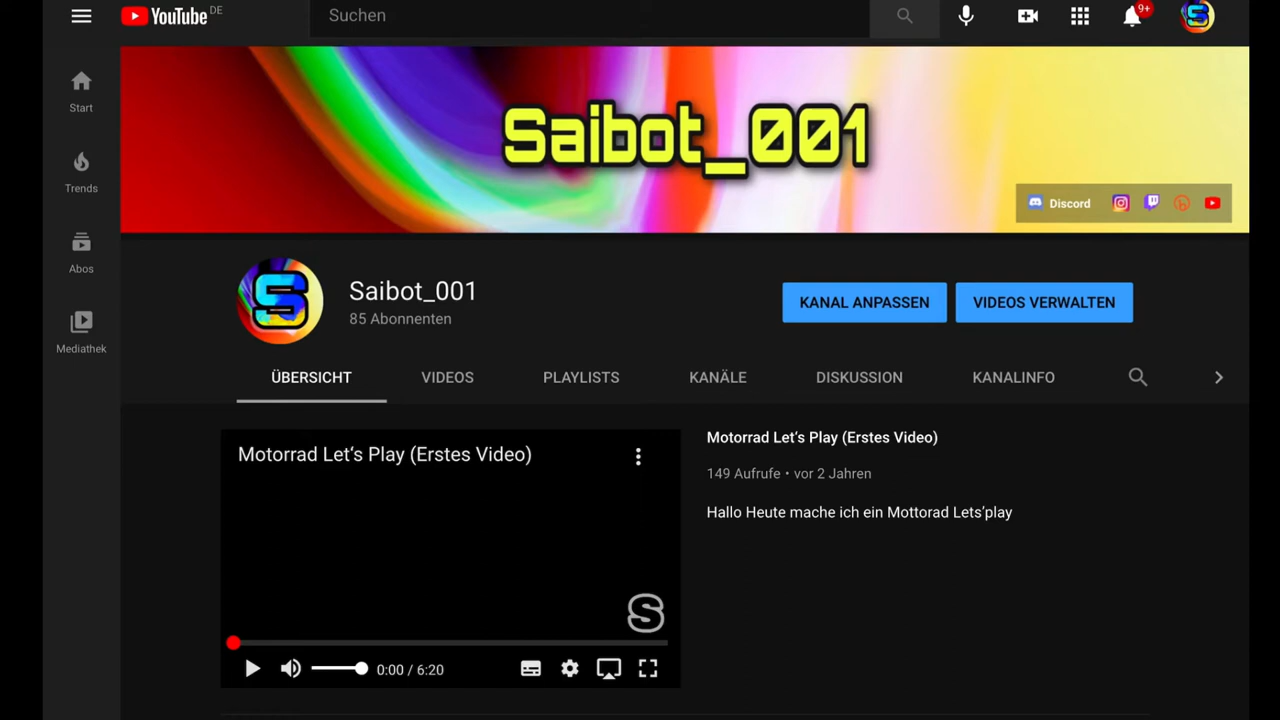 YouTube DE
Suchen
9+
Start
Trends
Abos
Mediathek
Saibot_001
Discord
S
Saibot_001
85 Abonnenten
KANAL ANPASSEN
VIDEOS VERWALTEN
ÜBERSICHT
VIDEOS
PLAYLISTS
KANÄLE
DISKUSSION
KANALINFO
Motorrad Let’s Play (Erstes Video)
S
0:00 / 6:20
Motorrad Let’s Play (Erstes Video)
149 Aufrufe • vor 2 Jahren
Hallo Heute mache ich ein Mottorad Lets’play